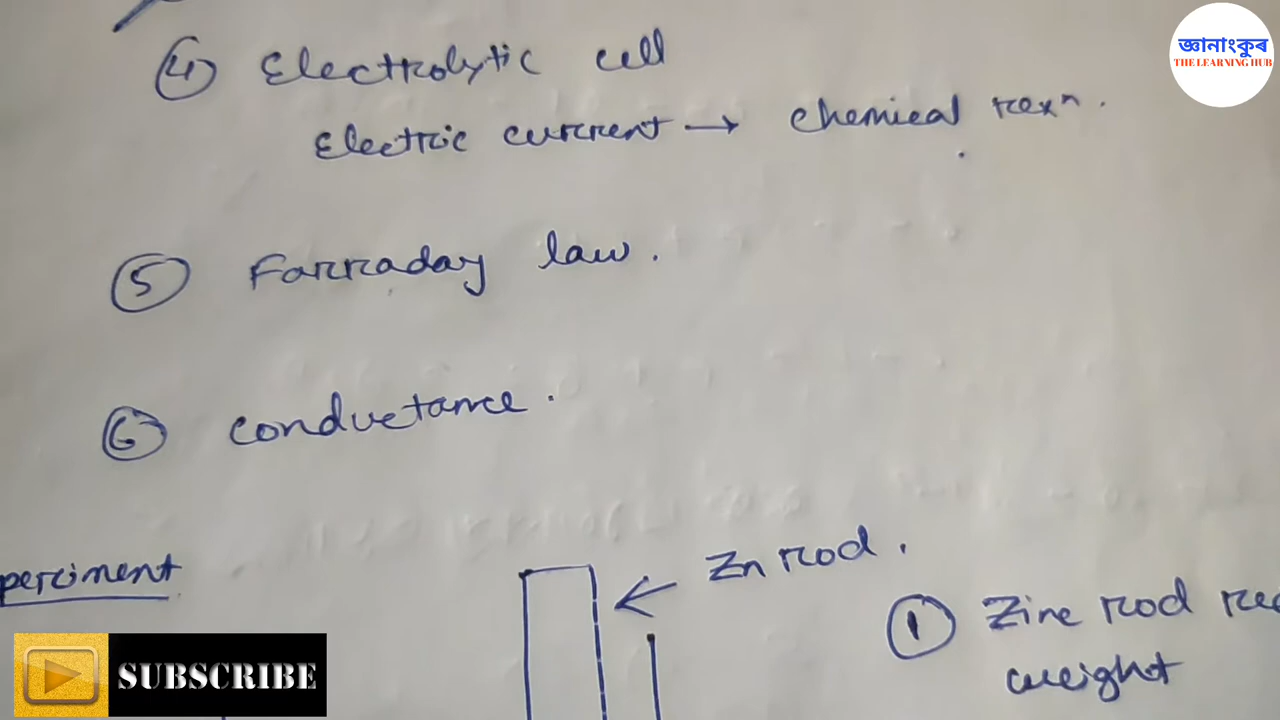 জ্ঞানাংকুৰ
THE LEARNING HUB
④ Electrolytic cell
Electric current → chemical rexⁿ.
⑤ Farraday law.
⑥ conductance.
periment
Zn rod.
① Zinc rod
weight
SUBSCRIBE